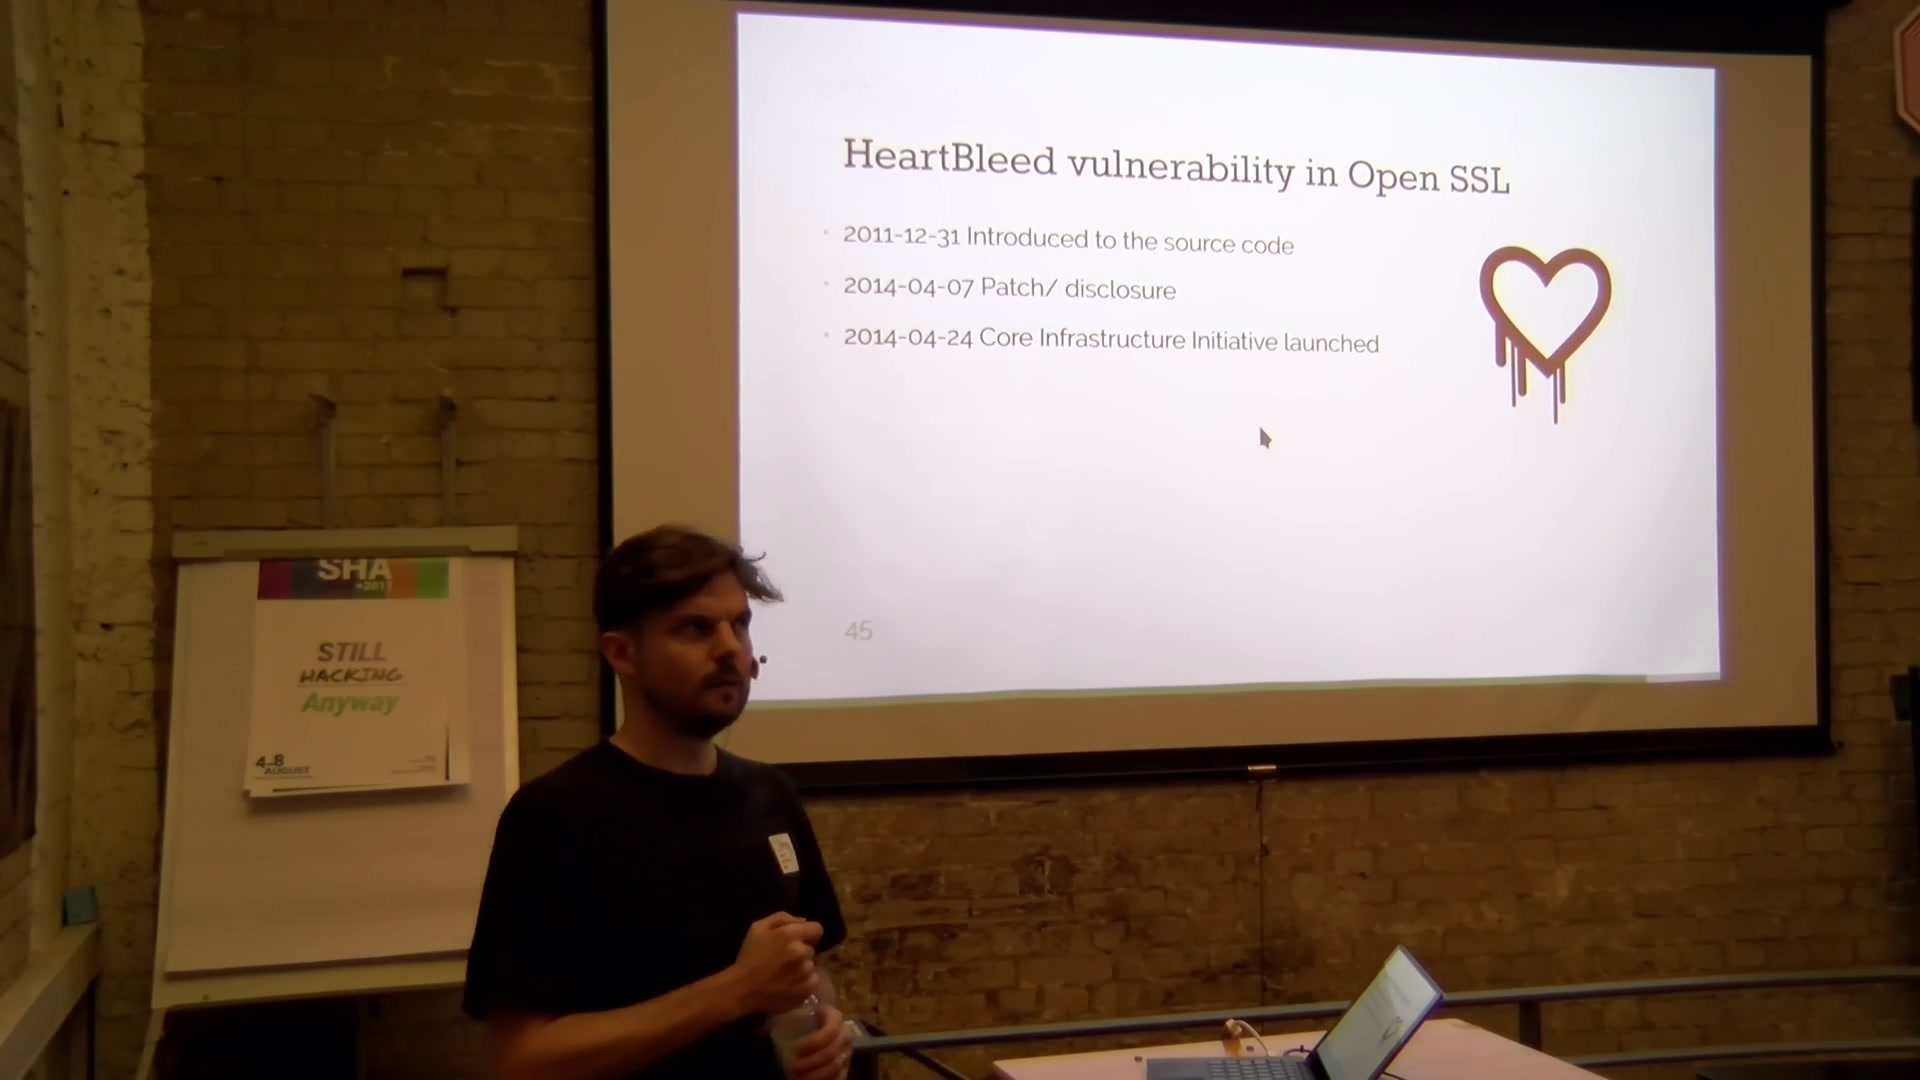 HeartBleed vulnerability in Open SSL
2011-12-31 Introduced to the source code
2014-04-07 Patch/ disclosure
2014-04-24 Core Infrastructure Initiative launched
45
SHA
2017
STILL
HACKING
Anyway
4-8
AUGUST